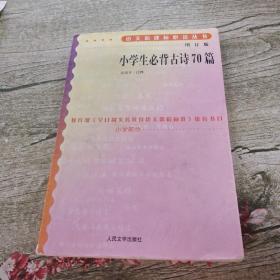 语文新课标必读丛书
增订版
小学生必背古诗70篇
教育部《全日制义务教育语文课程标准》推荐书目
小学部分
人民文学出版社